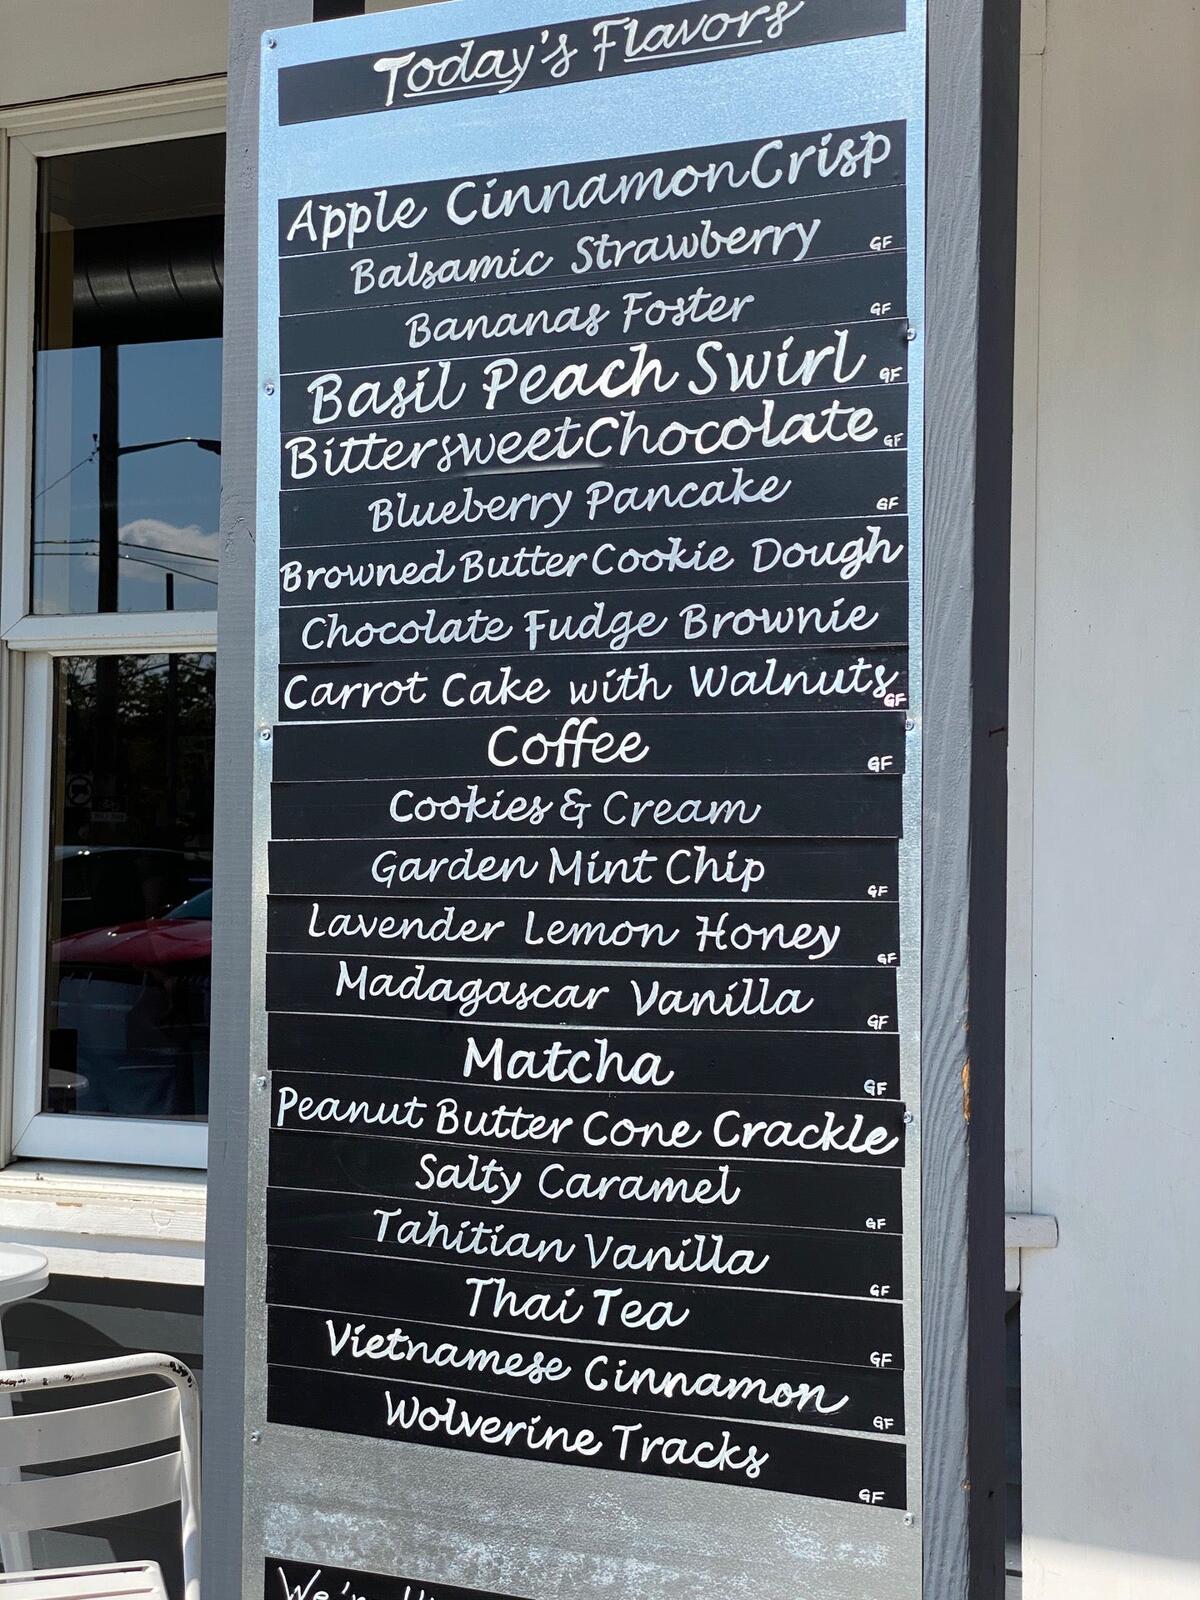 Today's Flavors
Apple Cinnamon Crisp
Balsamic Strawberry GF
Bananas Foster GF
Basil Peach Swirl GF
Bittersweet Chocolate GF
Blueberry Pancake GF
Browned Butter Cookie Dough
Chocolate Fudge Brownie
Carrot Cake with Walnuts GF
Coffee GF
Cookies & Cream
Garden Mint Chip GF
Lavender Lemon Honey GF
Madagascar Vanilla GF
Matcha GF
Peanut Butter Cone Crackle
Salty Caramel GF
Tahitian Vanilla GF
Thai Tea GF
Vietnamese Cinnamon GF
Wolverine Tracks GF